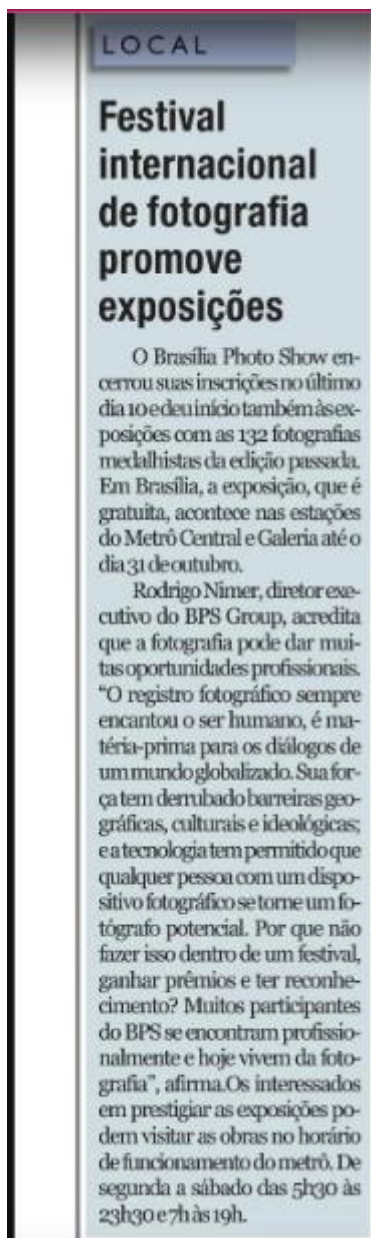 LOCAL
Festival
internacional
de fotografia
promove
exposições
O Brasília Photo Show en-
cerrou suas inscrições no último
dia 10 e deu início também às ex-
posições com as 132 fotografias
medalhistas da edição passada.
Em Brasília, a exposição, que é
gratuita, acontece nas estações
do Metrô Central e Galeria até o
dia 31 de outubro.
Rodrigo Nimer, diretor exe-
cutivo do BPS Group, acredita
que a fotografia pode dar mui-
tas oportunidades profissionais.
“O registro fotográfico sempre
encantou o ser humano, é ma-
téria-prima para os diálogos de
um mundo globalizado. Sua for-
ça tem derrubado barreiras geo-
gráficas, culturais e ideológicas;
e a tecnologia tem permitido que
qualquer pessoa com um dispo-
sitivo fotográfico se torne um fo-
tógrafo potencial. Por que não
fazer isso dentro de um festival,
ganhar prêmios e ter reconhe-
cimento? Muitos participantes
do BPS se encontram profissio-
nalmente e hoje vivem da foto-
grafia”, afirma.Os interessados
em prestigiar as exposições po-
dem visitar as obras no horário
de funcionamento do metrô. De
segunda a sábado das 5h30 às
23h30 e 7h às 19h.